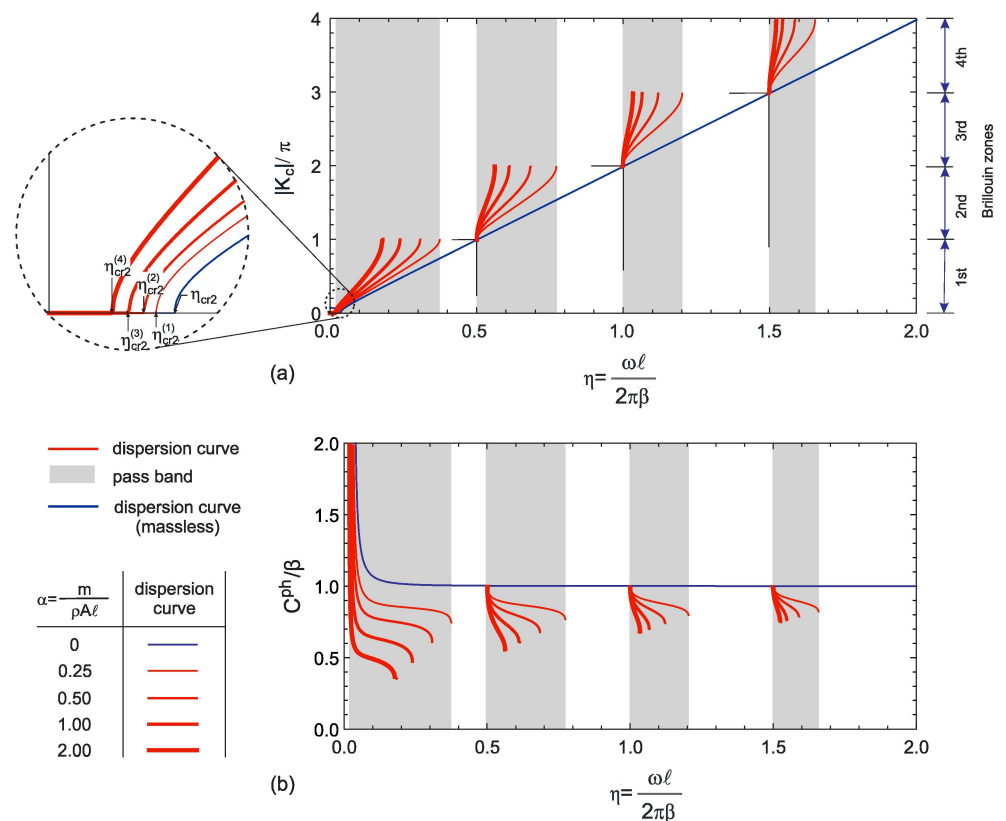 4
3
2
1
0
|K_c|/ π
0.0
0.5
1.0
1.5
2.0
η= ωℓ / 2πβ
(a)
4th
3rd
2nd
1st
Brillouin zones
η_cr2^(4)
η_cr2^(2)
η_cr2
η_cr2^(3)
η_cr2^(1)
dispersion curve
pass band
dispersion curve
(massless)
α= m / ρAℓ
dispersion
curve
0
0.25
0.50
1.00
2.00
2.0
1.5
1.0
0.5
0.0
C^ph/β
0.0
0.5
1.0
1.5
2.0
η= ωℓ / 2πβ
(b)